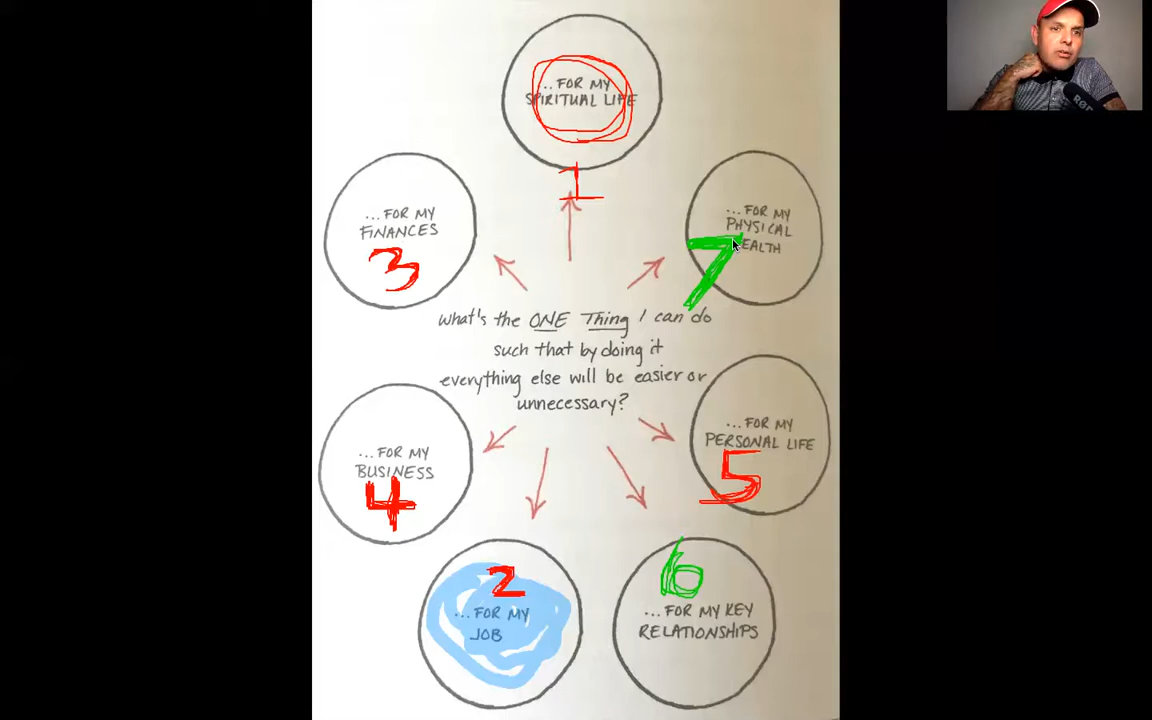 ...FOR MY
SPIRITUAL LIFE
1
...FOR MY
FINANCES
3
...FOR MY
PHYSICAL
HEALTH
7
What's the ONE Thing I can do
such that by doing it
everything else will be easier or
unnecessary?
...FOR MY
BUSINESS
4
...FOR MY
PERSONAL LIFE
5
2
...FOR MY
JOB
6
...FOR MY KEY
RELATIONSHIPS